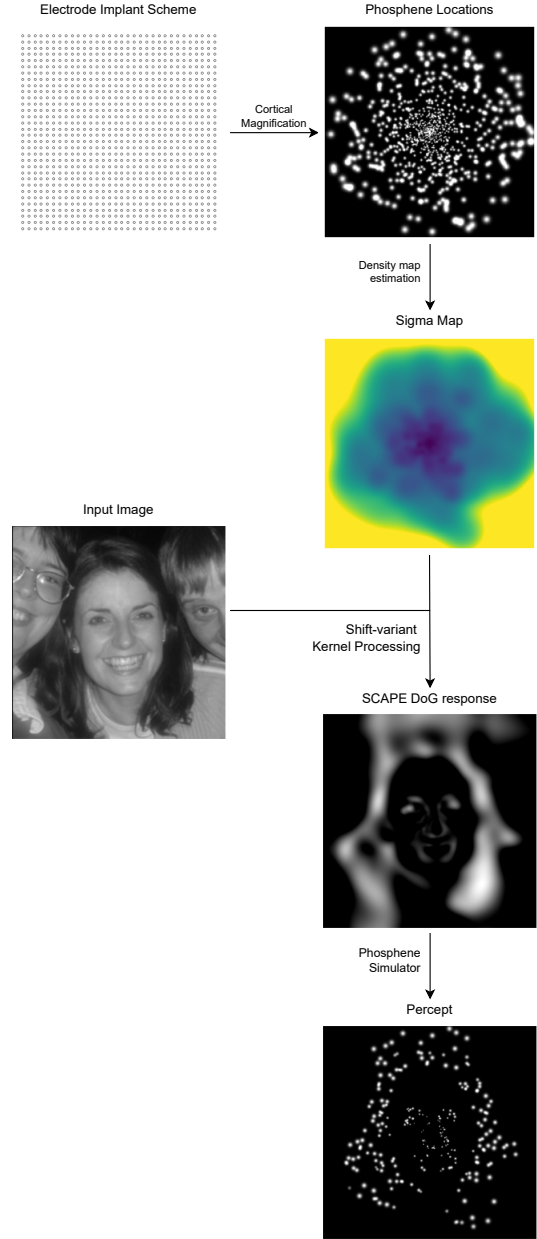 Electrode Implant Scheme
Phosphene Locations
Cortical
Magnification
Density map
estimation
Sigma Map
Input Image
Shift-variant
Kernel Processing
SCAPE DoG response
Phosphene
Simulator
Percept